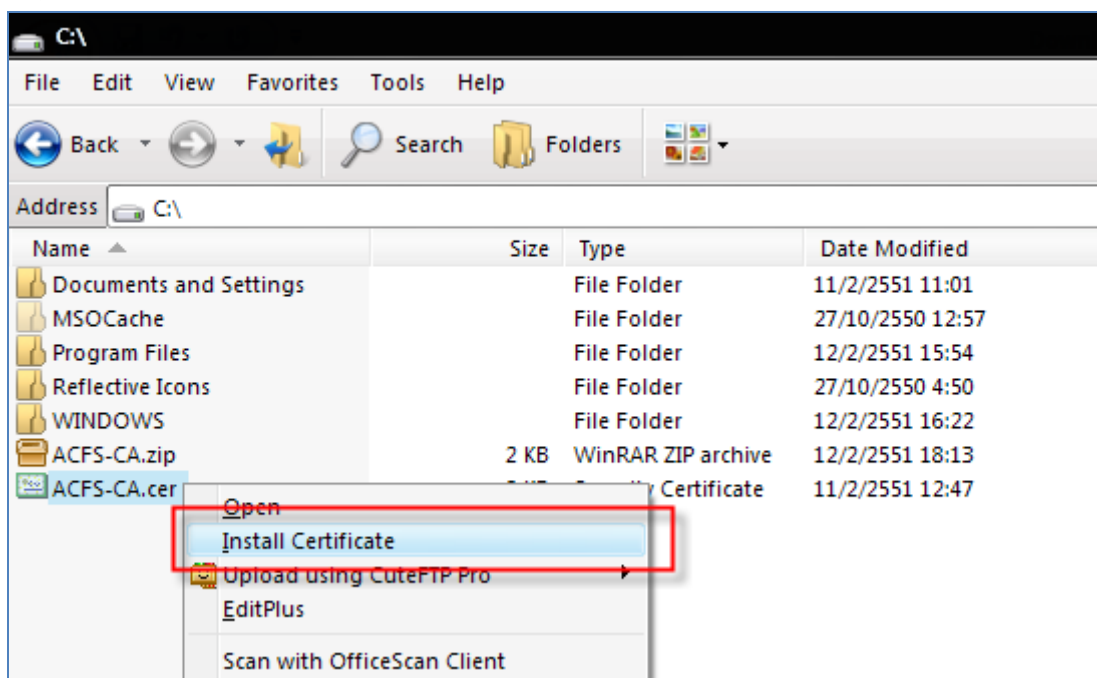 C:\
File Edit View Favorites Tools Help
Back Search Folders
Address C:\
Name Size Type Date Modified
Documents and Settings File Folder 11/2/2551 11:01
MSOCache File Folder 27/10/2550 12:57
Program Files File Folder 12/2/2551 15:54
Reflective Icons File Folder 27/10/2550 4:50
WINDOWS File Folder 12/2/2551 16:22
ACFS-CA.zip 2 KB WinRAR ZIP archive 12/2/2551 18:13
ACFS-CA.cer Certificate 11/2/2551 12:47
Open
Install Certificate
Upload using CuteFTP Pro
EditPlus
Scan with OfficeScan Client